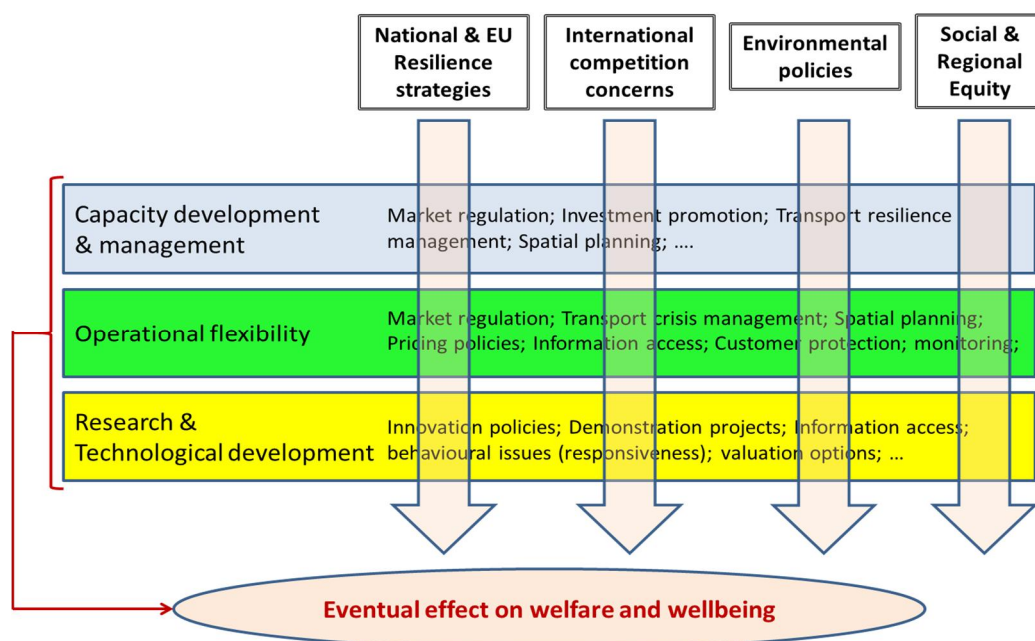 National & EU
Resilience
strategies
International
competition
concerns
Environmental
policies
Social &
Regional
Equity
Capacity development
& management
Market regulation; Investment promotion; Transport resilience
management; Spatial planning; ....
Operational flexibility
Market regulation; Transport crisis management; Spatial planning;
Pricing policies; Information access; Customer protection; monitoring;
Research &
Technological development
Innovation policies; Demonstration projects; Information access;
behavioural issues (responsiveness); valuation options; ...
Eventual effect on welfare and wellbeing